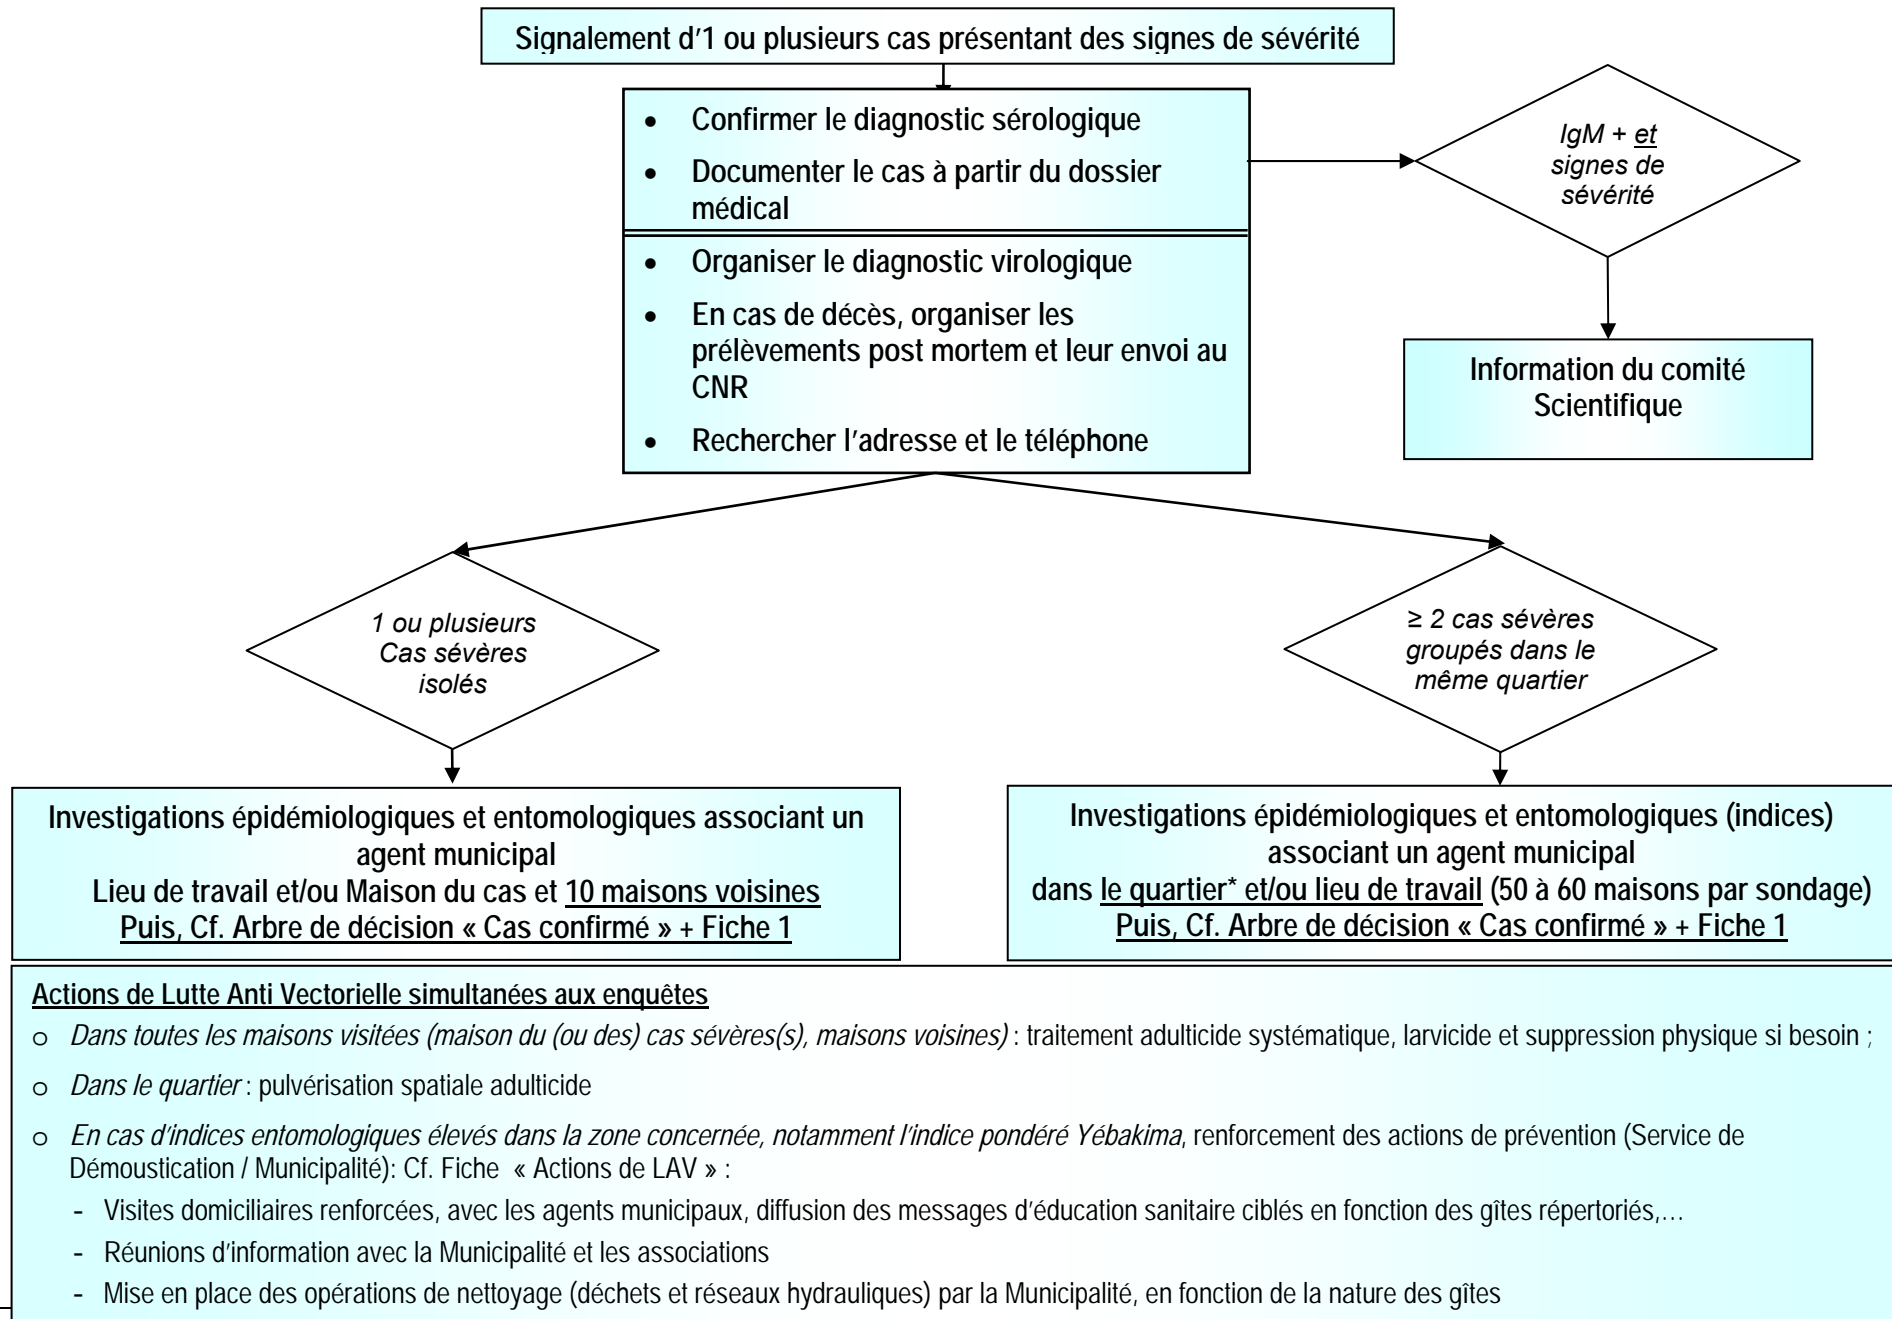 Signalement d’1 ou plusieurs cas présentant des signes de sévérité
• Confirmer le diagnostic sérologique
• Documenter le cas à partir du dossier
médical
• Organiser le diagnostic virologique
• En cas de décès, organiser les
prélèvements post mortem et leur envoi au
CNR
• Rechercher l’adresse et le téléphone
IgM + et
signes de
sévérité
Information du comité
Scientifique
1 ou plusieurs
Cas sévères
isolés
≥ 2 cas sévères
groupés dans le
même quartier
Investigations épidémiologiques et entomologiques associant un
agent municipal
Lieu de travail et/ou Maison du cas et 10 maisons voisines
Puis, Cf. Arbre de décision « Cas confirmé » + Fiche 1
Investigations épidémiologiques et entomologiques (indices)
associant un agent municipal
dans le quartier* et/ou lieu de travail (50 à 60 maisons par sondage)
Puis, Cf. Arbre de décision « Cas confirmé » + Fiche 1
Actions de Lutte Anti Vectorielle simultanées aux enquêtes
o Dans toutes les maisons visitées (maison du (ou des) cas sévères(s), maisons voisines) : traitement adulticide systématique, larvicide et suppression physique si besoin ;
o Dans le quartier : pulvérisation spatiale adulticide
o En cas d’indices entomologiques élevés dans la zone concernée, notamment l’indice pondéré Yébakima, renforcement des actions de prévention (Service de
Démoustication / Municipalité): Cf. Fiche « Actions de LAV » :
- Visites domiciliaires renforcées, avec les agents municipaux, diffusion des messages d’éducation sanitaire ciblés en fonction des gîtes répertoriés,…
- Réunions d’information avec la Municipalité et les associations
- Mise en place des opérations de nettoyage (déchets et réseaux hydrauliques) par la Municipalité, en fonction de la nature des gîtes